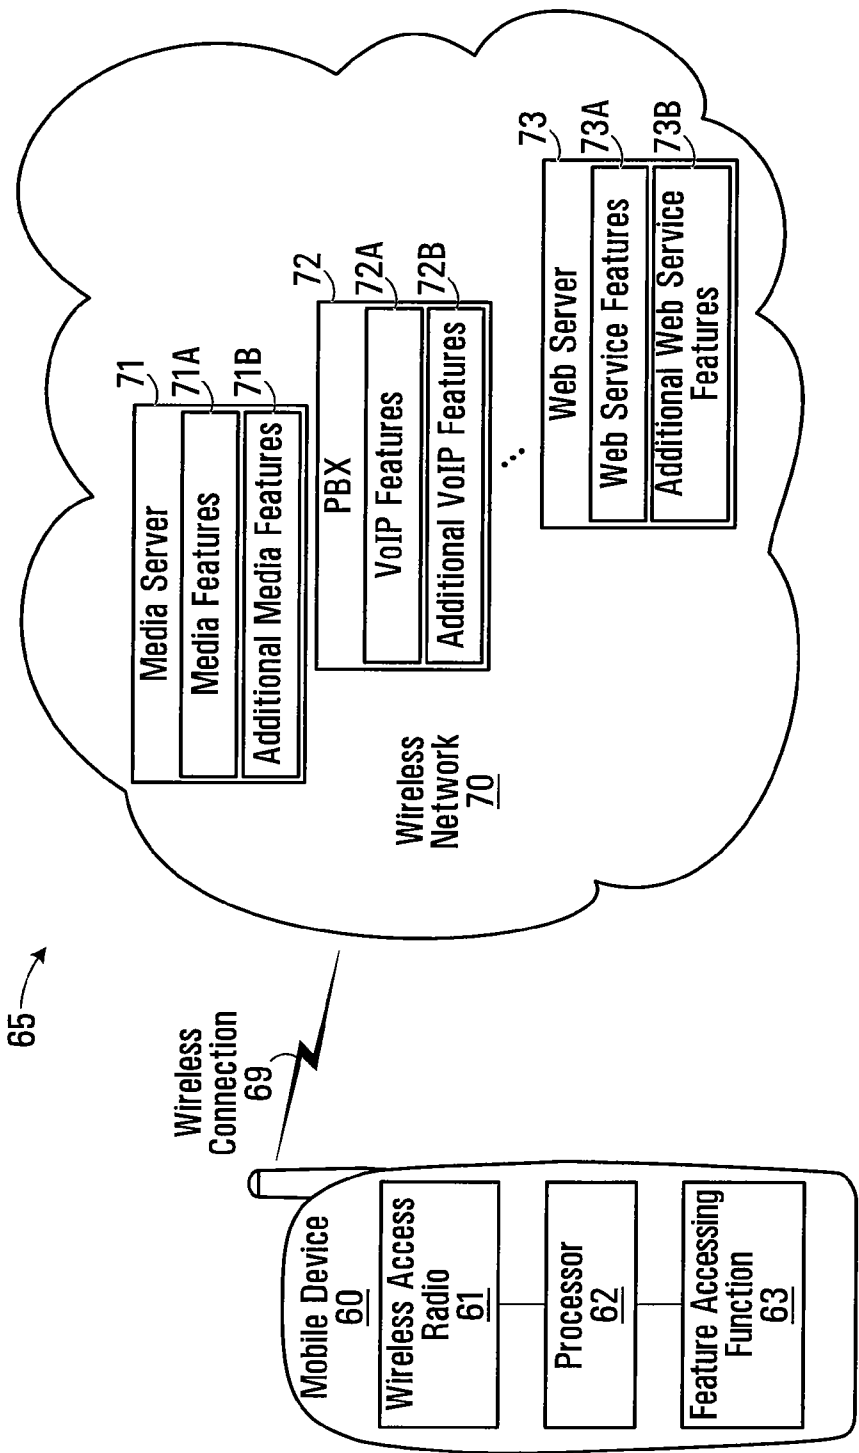 65
Mobile Device
60
Wireless Access
Radio
61
Processor
62
Feature Accessing
Function
63
Wireless
Connection
69
Wireless
Network
70
Media Server
71
Media Features
71A
Additional Media Features
71B
PBX
72
VoIP Features
72A
Additional VoIP Features
72B
...
Web Server
73
Web Service Features
73A
Additional Web Service
Features
73B